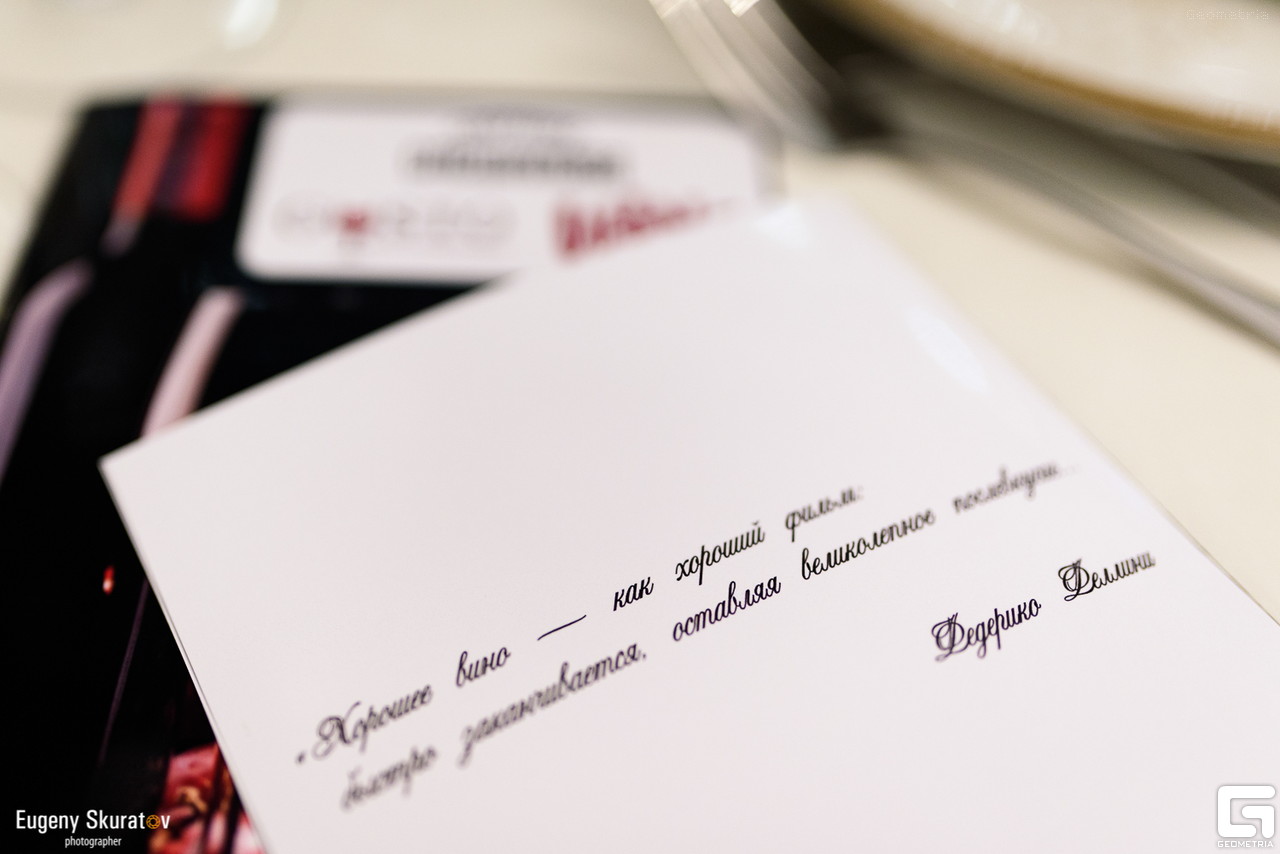 „Хорошее вино — как хороший фильм:
быстро заканчивается, оставляя великолепное послевкусие...
Федерико Феллини
Eugeny Skuratov
photographer
GEOMETRIA